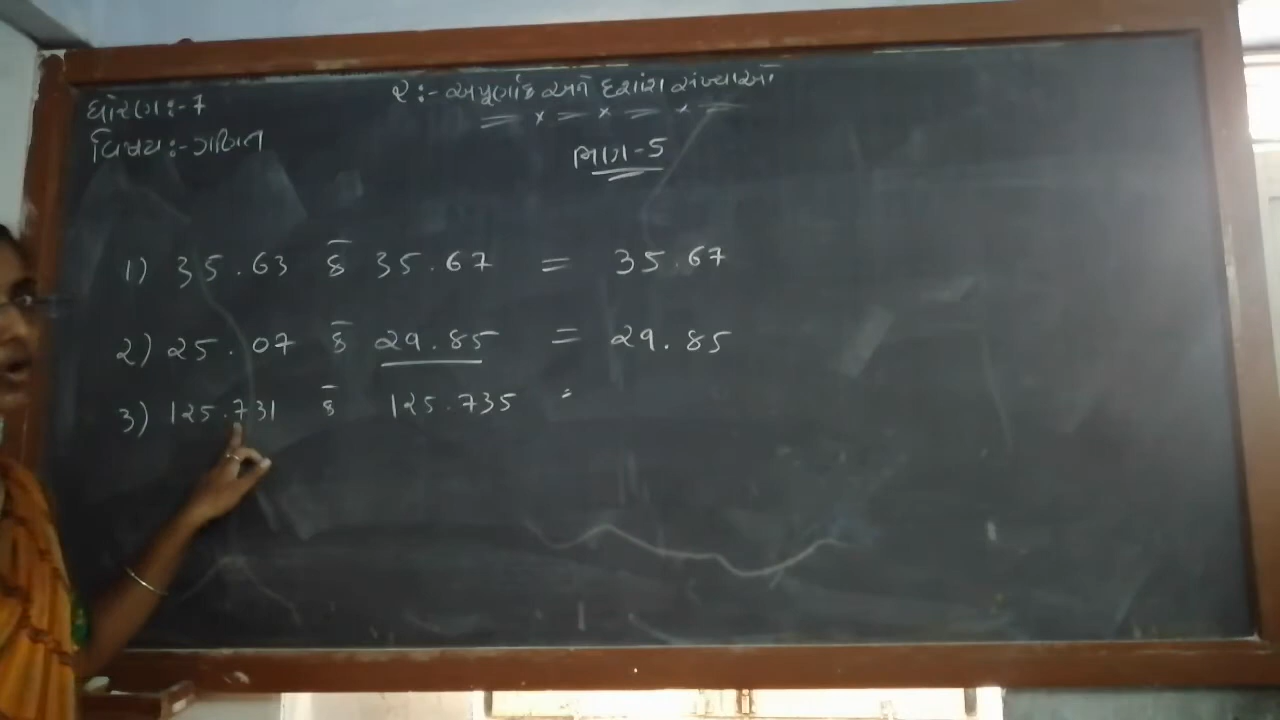 ધોરણ:-7
૨:- અપૂર્ણાંક અને દશાંશ સંખ્યાઓ
વિષય:- ગણિત
ભાગ-5
1) 35.63 કે 35.67 = 35.67
2) 25.07 કે 29.85 = 29.85
3) 125.731 કે 125.735 =